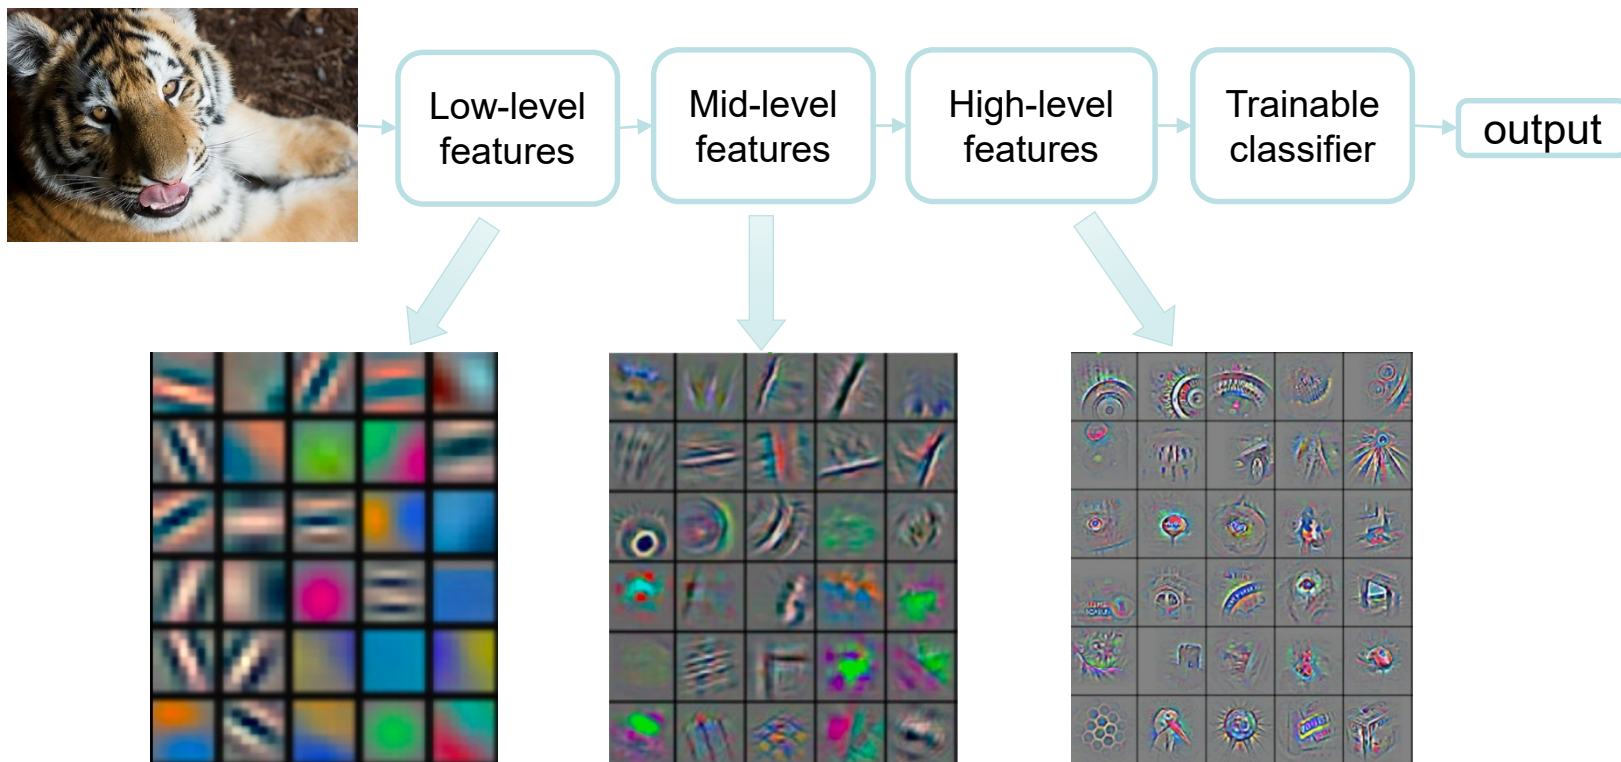 Low-level
features
Mid-level
features
High-level
features
Trainable
classifier
output